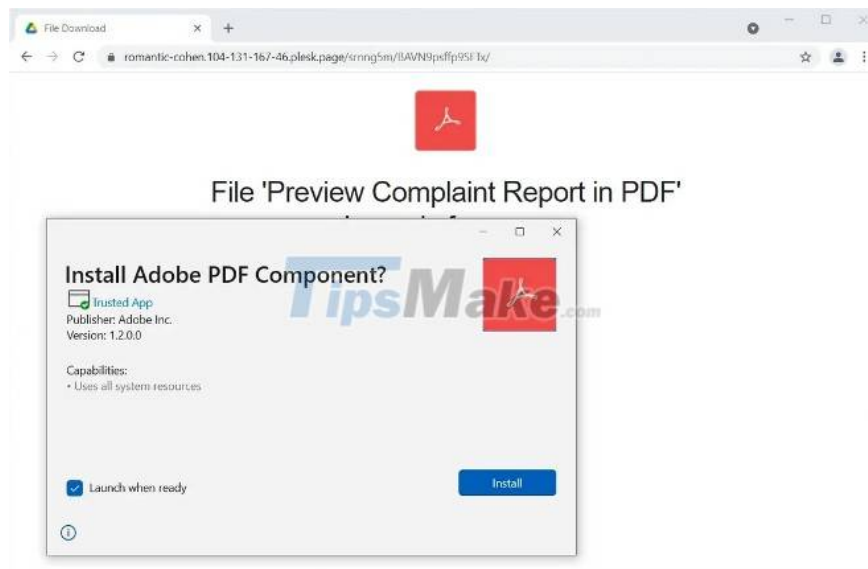 File Download
romantic-cohen.104-131-167-46.plesk.page/
File 'Preview Complaint Report in PDF'
Install Adobe PDF Component?
Trusted App
Publisher: Adobe Inc.
Version: 1.2.0.0
Capabilities:
• Uses all system resources
Launch when ready
Install
TipsMake.com